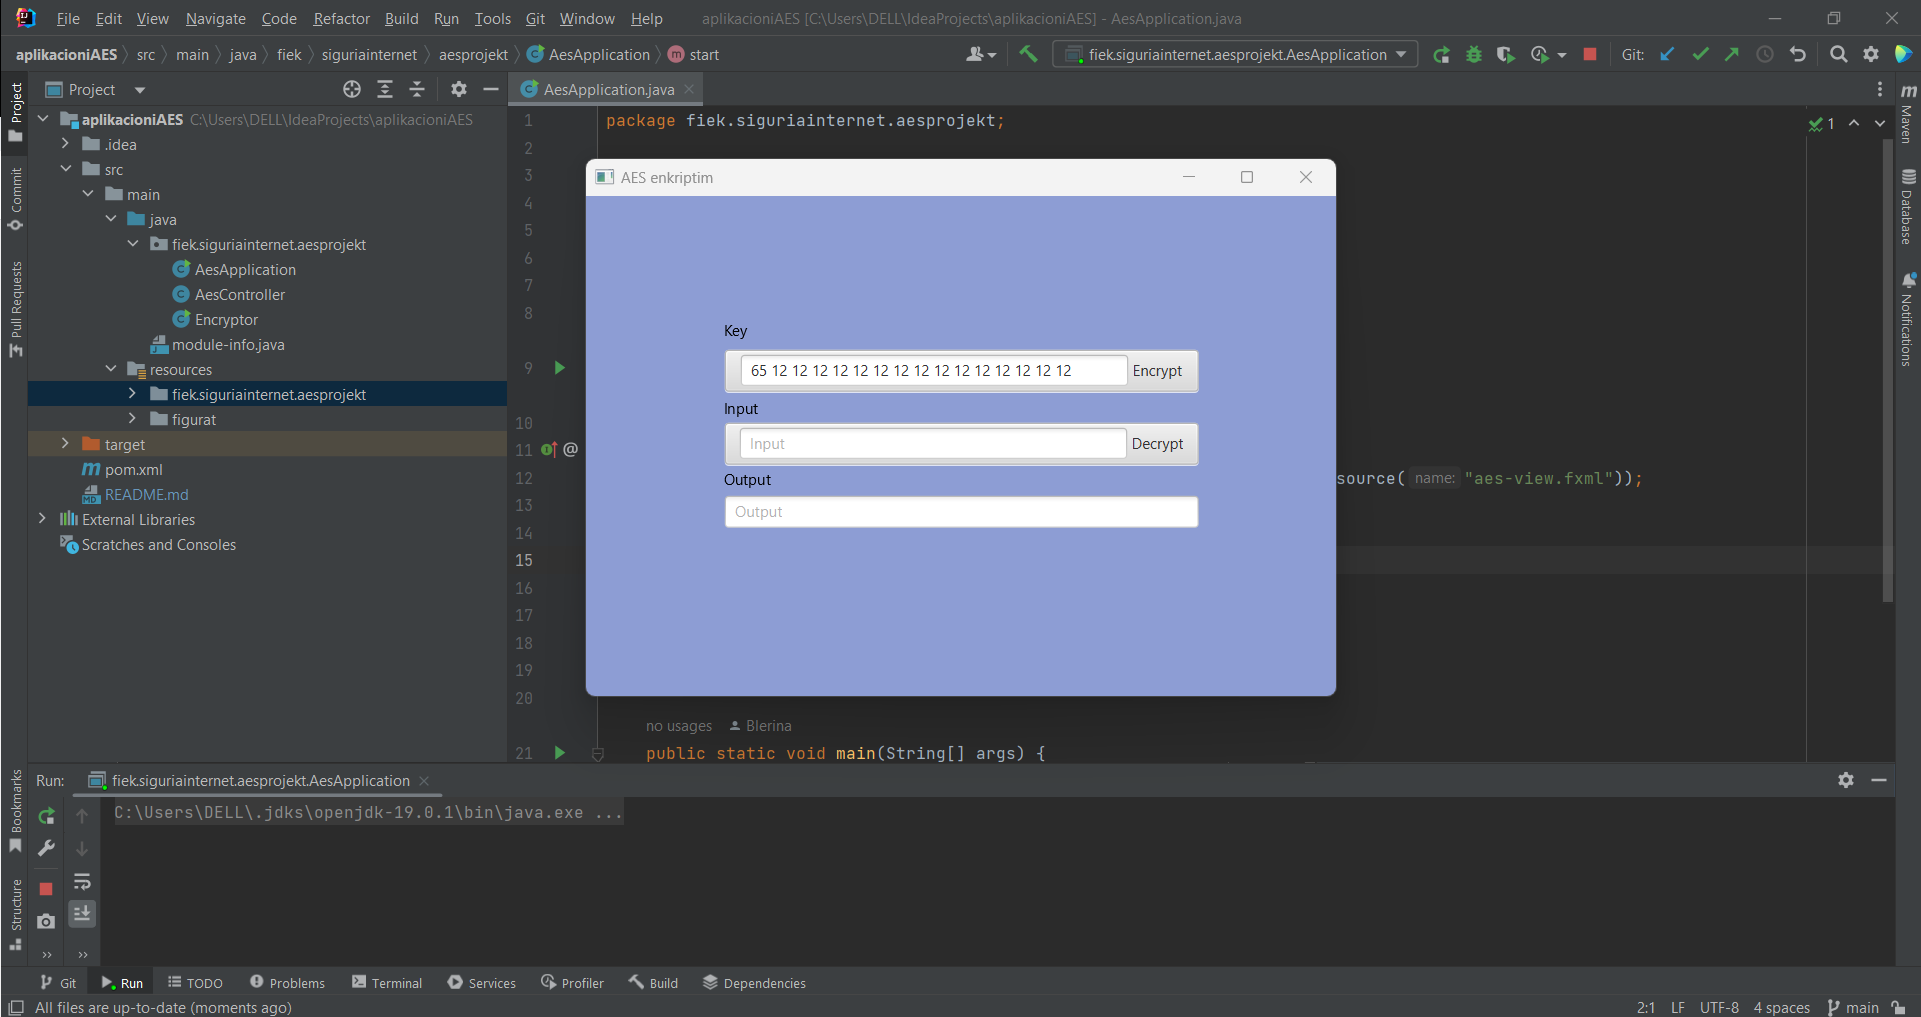 File Edit View Navigate Code Refactor Build Run Tools Git Window Help aplikacioniAES [C:\Users\DELL\IdeaProjects\aplikacioniAES] - AesApplication.java
aplikacioniAES src main java fiek siguriainternet aesprojekt AesApplication m start fiek.siguriainternet.aesprojekt.AesApplication Git:
Project
AesApplication.java
aplikacioniAES C:\Users\DELL\IdeaProjects\aplikacioniAES
.idea
src
main
java
fiek.siguriainternet.aesprojekt
AesApplication
AesController
Encryptor
module-info.java
resources
fiek.siguriainternet.aesprojekt
figurat
target
pom.xml
README.md
External Libraries
Scratches and Consoles
Project
Commit
Pull Requests
Bookmarks
Structure
1 package fiek.siguriainternet.aesprojekt;
1
2
3
4
5
6
7
8
9
10
11 @
12 source( name: "aes-view.fxml"));
13
14
15
16
17
18
19
20
no usages Blerina
21 public static void main(String[] args) {
AES enkriptim
Key
65 12 12 12 12 12 12 12 12 12 12 12 12 12 12 12 Encrypt
Input
Input Decrypt
Output
Output
m Maven
Database
Notifications
Run: fiek.siguriainternet.aesprojekt.AesApplication
C:\Users\DELL\.jdks\openjdk-19.0.1\bin\java.exe ...
Git Run TODO Problems Terminal Services Profiler Build Dependencies
All files are up-to-date (moments ago) 2:1 LF UTF-8 4 spaces main